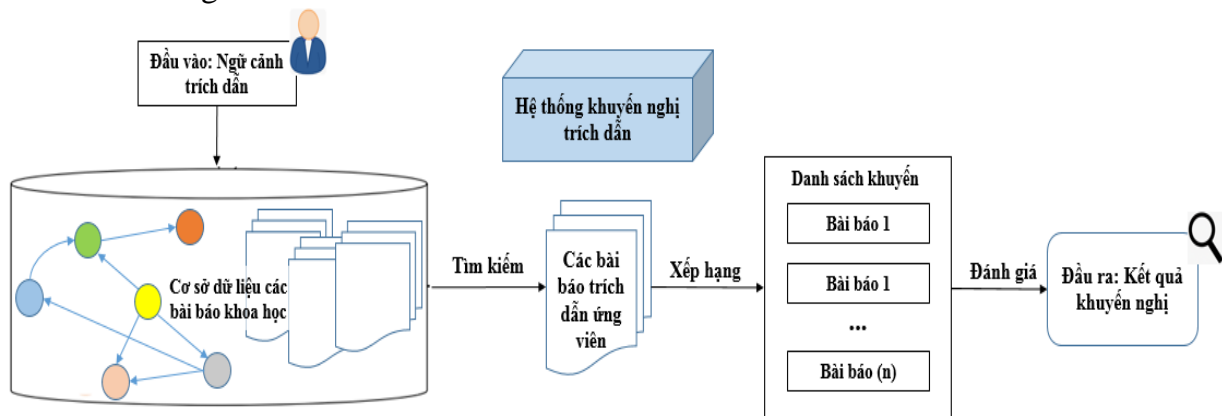 Đầu vào: Ngữ cảnh
trích dẫn
Hệ thống khuyến nghị
trích dẫn
Cơ sở dữ liệu các
bài báo khoa học
Tìm kiếm
Các bài
báo trích
dẫn ứng
viên
Xếp hạng
Danh sách khuyến
Bài báo 1
Bài báo 1
...
Bài báo (n)
Đánh giá
Đầu ra: Kết quả
khuyến nghị